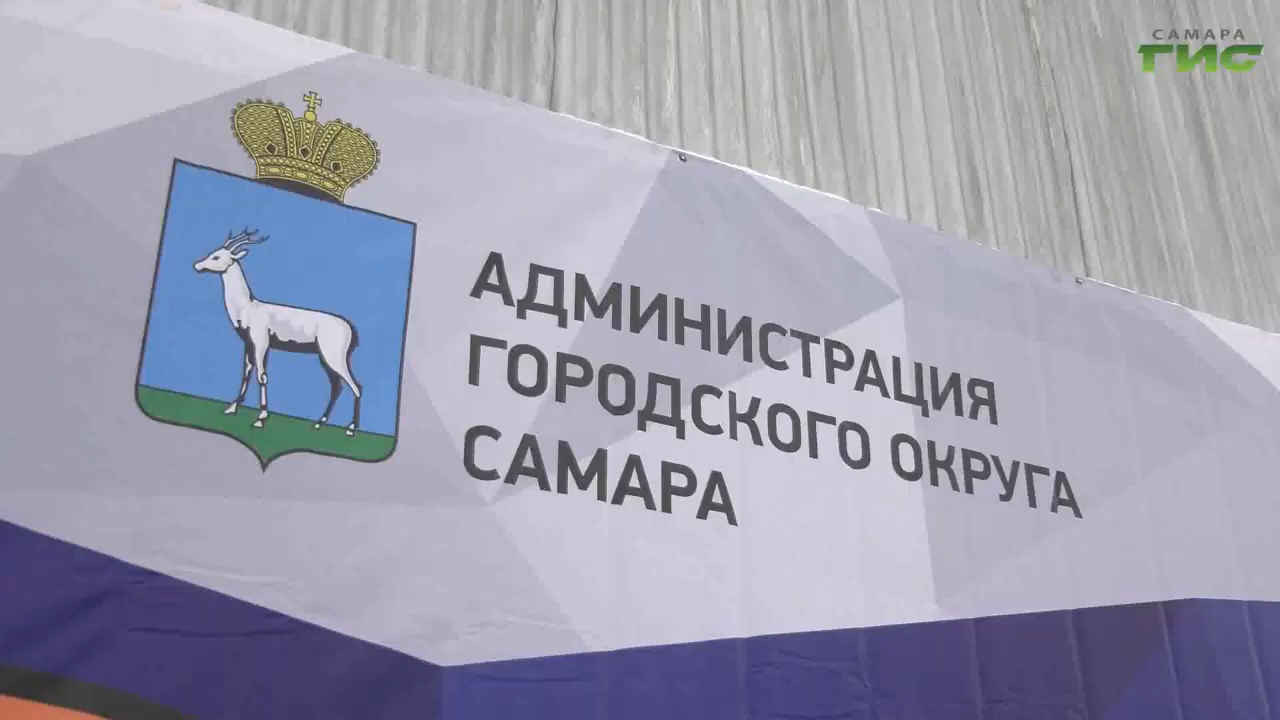 САМАРА
ГИС
АДМИНИСТРАЦИЯ
ГОРОДСКОГО ОКРУГА
САМАРА